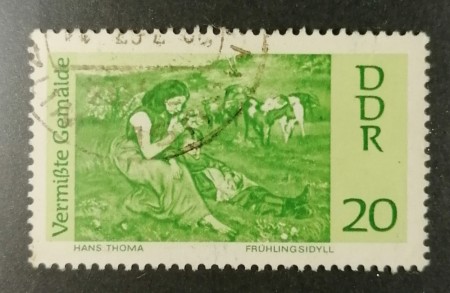 Vermißte Gemälde
DDR
20
HANS THOMA
FRÜHLINGSIDYLL